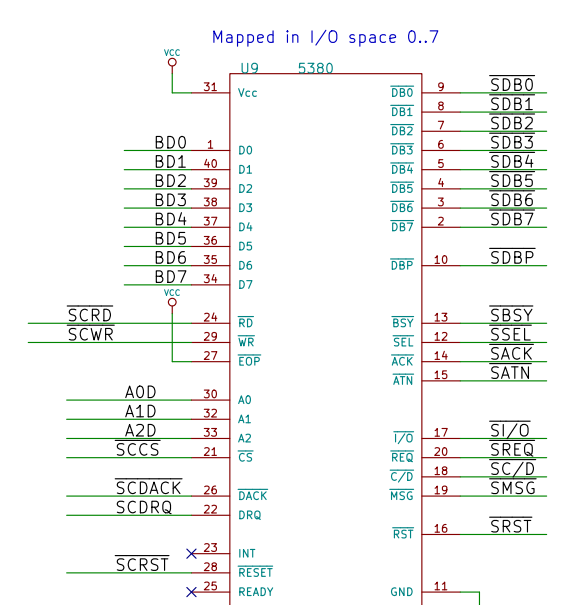 Mapped in I/O space 0..7
VCC
U9 5380
31 Vcc DB0 9 SDB0
DB1 8 SDB1
DB2 7 SDB2
BD0 1 D0 DB3 6 SDB3
BD1 40 D1 DB4 5 SDB4
BD2 39 D2 DB5 4 SDB5
BD3 38 D3 DB6 3 SDB6
BD4 37 D4 DB7 2 SDB7
BD5 36 D5
BD6 35 D6 DBP 10 SDBP
BD7 34 D7
VCC
SCRD 24 RD BSY 13 SBSY
SCWR 29 WR SEL 12 SSEL
27 EOP ACK 14 SACK
ATN 15 SATN
A0D 30 A0
A1D 32 A1
A2D 33 A2 I/O 17 SI/O
SCCS 21 CS REQ 20 SREQ
C/D 18 SC/D
SCDACK 26 DACK MSG 19 SMSG
SCDRQ 22 DRQ
RST 16 SRST
23 INT
SCRST 28 RESET
25 READY GND 11